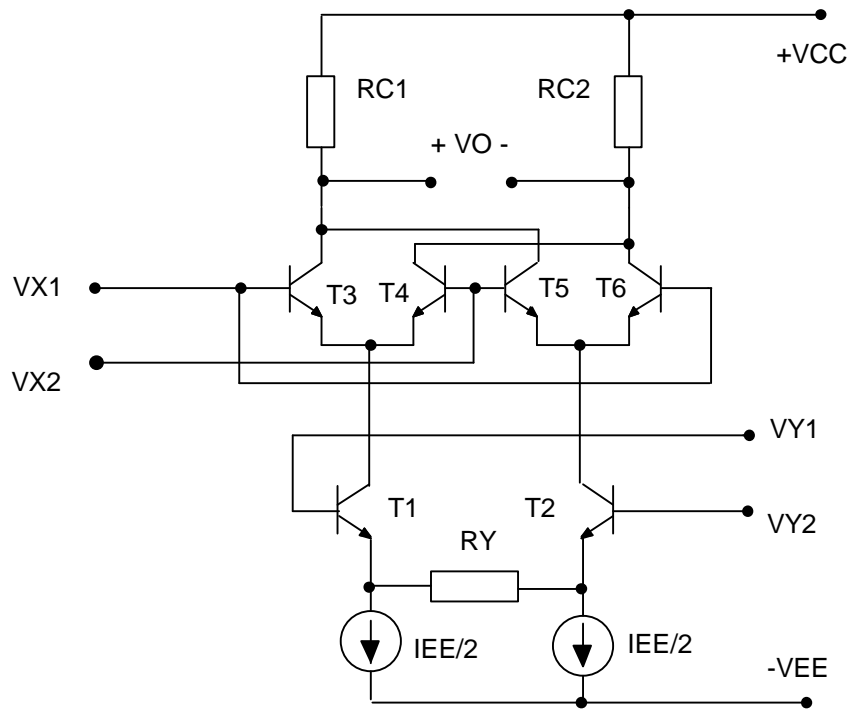 +VCC
RC1
RC2
+ VO -
VX1
T3
T4
T5
T6
VX2
VY1
T1
T2
VY2
RY
IEE/2
IEE/2
-VEE